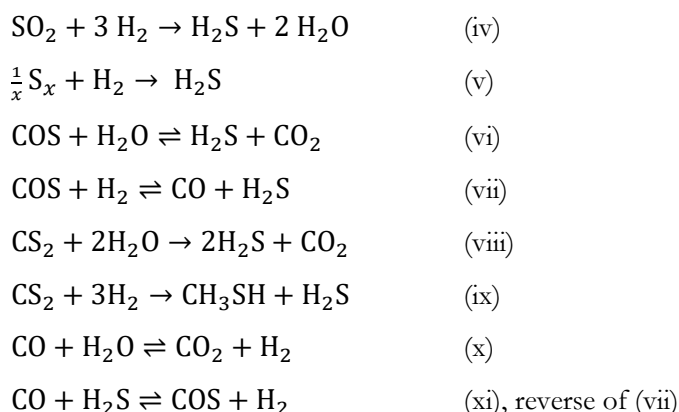 SO₂ + 3 H₂ → H₂S + 2 H₂O (iv)
1/x Sₓ + H₂ → H₂S (v)
COS + H₂O ⇌ H₂S + CO₂ (vi)
COS + H₂ ⇌ CO + H₂S (vii)
CS₂ + 2H₂O → 2H₂S + CO₂ (viii)
CS₂ + 3H₂ → CH₃SH + H₂S (ix)
CO + H₂O ⇌ CO₂ + H₂ (x)
CO + H₂S ⇌ COS + H₂ (xi), reverse of (vii)